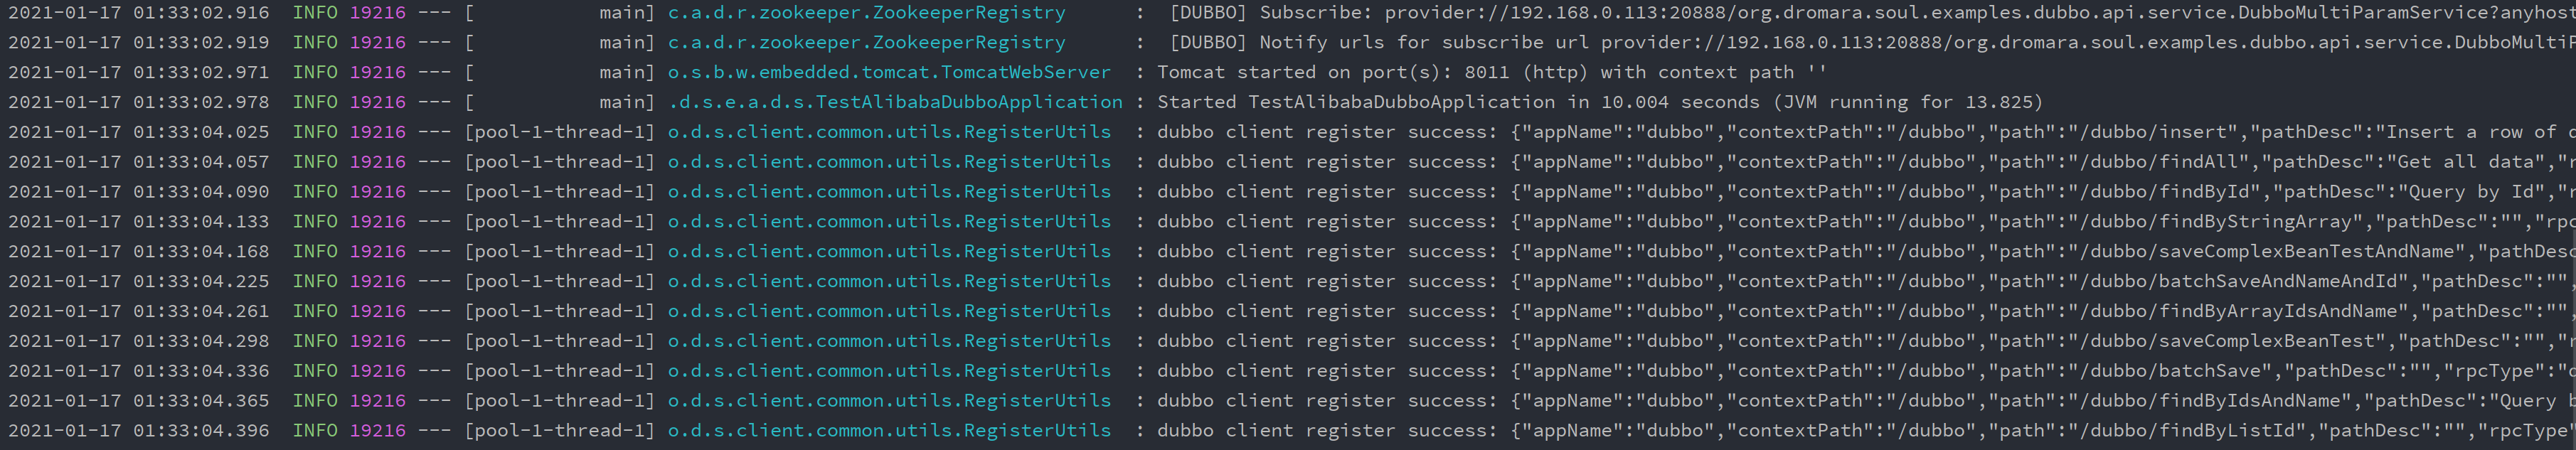 2021-01-17 01:33:02.916  INFO 19216 --- [           main] c.a.d.r.zookeeper.ZookeeperRegistry      :  [DUBBO] Subscribe: provider://192.168.0.113:20888/org.dromara.soul.examples.dubbo.api.service.DubboMultiParamService?anyhost
2021-01-17 01:33:02.919  INFO 19216 --- [           main] c.a.d.r.zookeeper.ZookeeperRegistry      :  [DUBBO] Notify urls for subscribe url provider://192.168.0.113:20888/org.dromara.soul.examples.dubbo.api.service.DubboMultiP
2021-01-17 01:33:02.971  INFO 19216 --- [           main] o.s.b.w.embedded.tomcat.TomcatWebServer  : Tomcat started on port(s): 8011 (http) with context path ''
2021-01-17 01:33:02.978  INFO 19216 --- [           main] .d.s.e.a.d.s.TestAlibabaDubboApplication : Started TestAlibabaDubboApplication in 10.004 seconds (JVM running for 13.825)
2021-01-17 01:33:04.025  INFO 19216 --- [pool-1-thread-1] o.d.s.client.common.utils.RegisterUtils  : dubbo client register success: {"appName":"dubbo","contextPath":"/dubbo","path":"/dubbo/insert","pathDesc":"Insert a row of d
2021-01-17 01:33:04.057  INFO 19216 --- [pool-1-thread-1] o.d.s.client.common.utils.RegisterUtils  : dubbo client register success: {"appName":"dubbo","contextPath":"/dubbo","path":"/dubbo/findAll","pathDesc":"Get all data","r
2021-01-17 01:33:04.090  INFO 19216 --- [pool-1-thread-1] o.d.s.client.common.utils.RegisterUtils  : dubbo client register success: {"appName":"dubbo","contextPath":"/dubbo","path":"/dubbo/findById","pathDesc":"Query by Id","r
2021-01-17 01:33:04.133  INFO 19216 --- [pool-1-thread-1] o.d.s.client.common.utils.RegisterUtils  : dubbo client register success: {"appName":"dubbo","contextPath":"/dubbo","path":"/dubbo/findByStringArray","pathDesc":"","rpc
2021-01-17 01:33:04.168  INFO 19216 --- [pool-1-thread-1] o.d.s.client.common.utils.RegisterUtils  : dubbo client register success: {"appName":"dubbo","contextPath":"/dubbo","path":"/dubbo/saveComplexBeanTestAndName","pathDesc
2021-01-17 01:33:04.225  INFO 19216 --- [pool-1-thread-1] o.d.s.client.common.utils.RegisterUtils  : dubbo client register success: {"appName":"dubbo","contextPath":"/dubbo","path":"/dubbo/batchSaveAndNameAndId","pathDesc":"",
2021-01-17 01:33:04.261  INFO 19216 --- [pool-1-thread-1] o.d.s.client.common.utils.RegisterUtils  : dubbo client register success: {"appName":"dubbo","contextPath":"/dubbo","path":"/dubbo/findByArrayIdsAndName","pathDesc":"",
2021-01-17 01:33:04.298  INFO 19216 --- [pool-1-thread-1] o.d.s.client.common.utils.RegisterUtils  : dubbo client register success: {"appName":"dubbo","contextPath":"/dubbo","path":"/dubbo/saveComplexBeanTest","pathDesc":"","r
2021-01-17 01:33:04.336  INFO 19216 --- [pool-1-thread-1] o.d.s.client.common.utils.RegisterUtils  : dubbo client register success: {"appName":"dubbo","contextPath":"/dubbo","path":"/dubbo/batchSave","pathDesc":"","rpcType":"d
2021-01-17 01:33:04.365  INFO 19216 --- [pool-1-thread-1] o.d.s.client.common.utils.RegisterUtils  : dubbo client register success: {"appName":"dubbo","contextPath":"/dubbo","path":"/dubbo/findByIdsAndName","pathDesc":"Query b
2021-01-17 01:33:04.396  INFO 19216 --- [pool-1-thread-1] o.d.s.client.common.utils.RegisterUtils  : dubbo client register success: {"appName":"dubbo","contextPath":"/dubbo","path":"/dubbo/findByListId","pathDesc":"","rpcType"